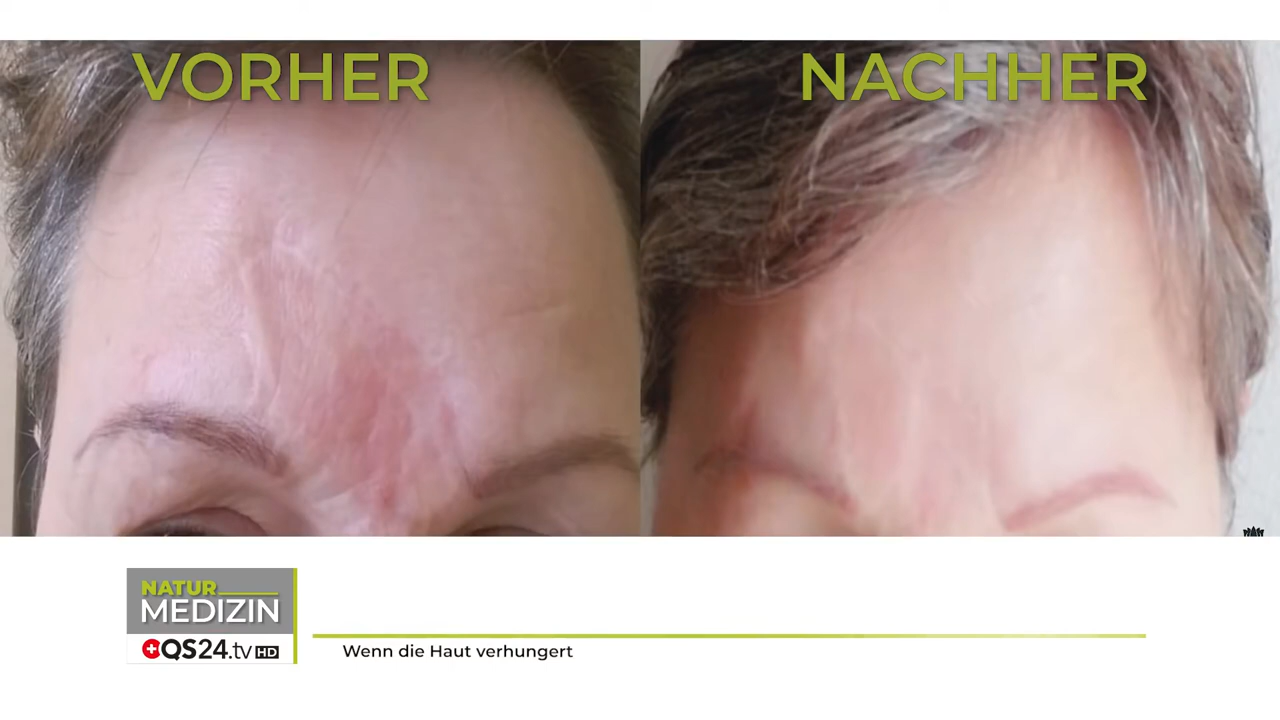 VORHER
NACHHER
NATUR
MEDIZIN
QS24.tv HD
Wenn die Haut verhungert